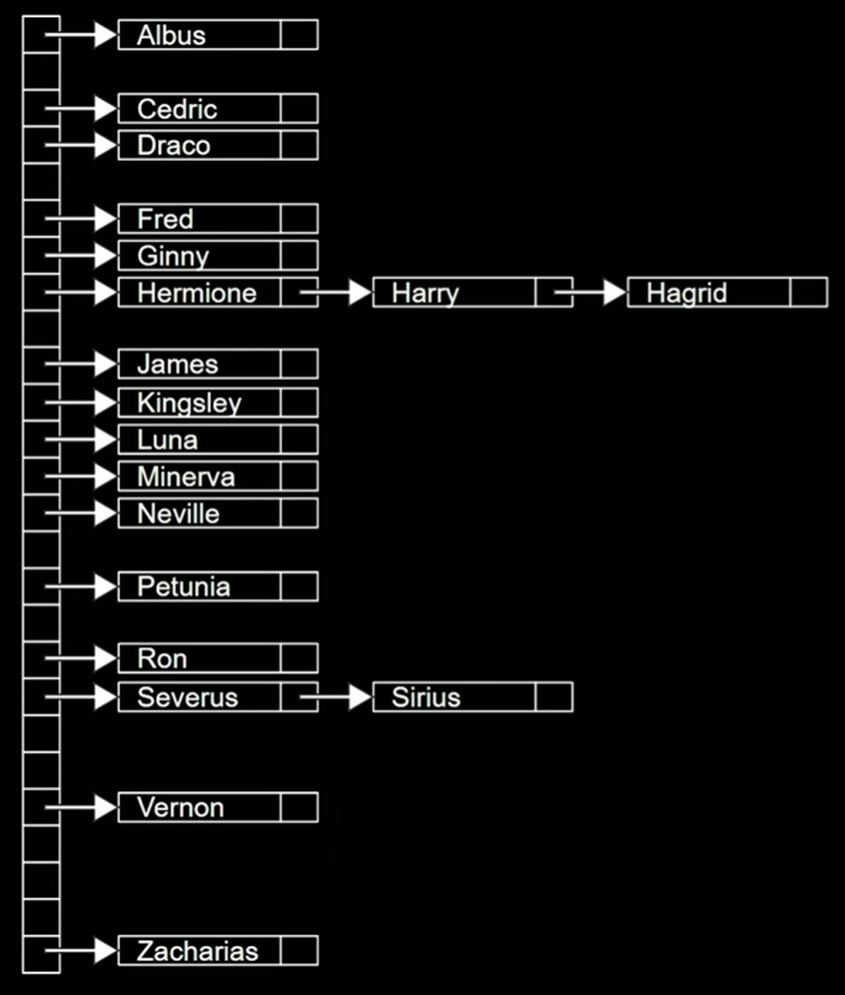 Albus
Cedric
Draco
Fred
Ginny
Hermione Harry Hagrid
James
Kingsley
Luna
Minerva
Neville
Petunia
Ron
Severus Sirius
Vernon
Zacharias